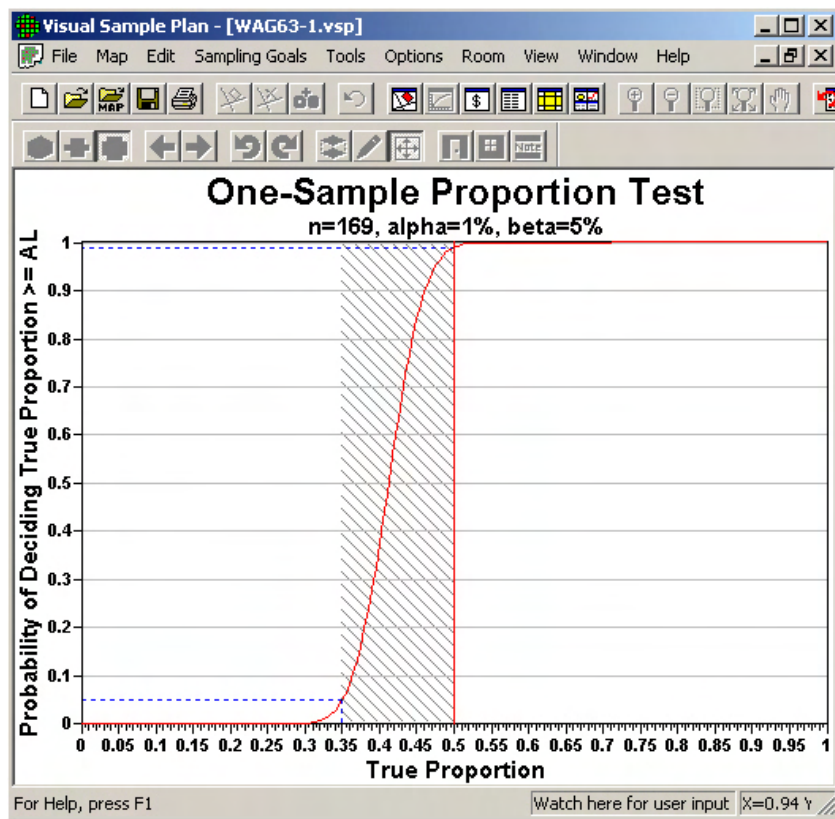 Visual Sample Plan - [WAG63-1.vsp]
File Map Edit Sampling Goals Tools Options Room View Window Help
MAP $
Note
One-Sample Proportion Test
n=169, alpha=1%, beta=5%
Probability of Deciding True Proportion >= AL
1
0.9
0.8
0.7
0.6
0.5
0.4
0.3
0.2
0.1
0
0 0.05 0.1 0.15 0.2 0.25 0.3 0.35 0.4 0.45 0.5 0.55 0.6 0.65 0.7 0.75 0.8 0.85 0.9 0.95 1
True Proportion
For Help, press F1 Watch here for user input X=0.94 Y